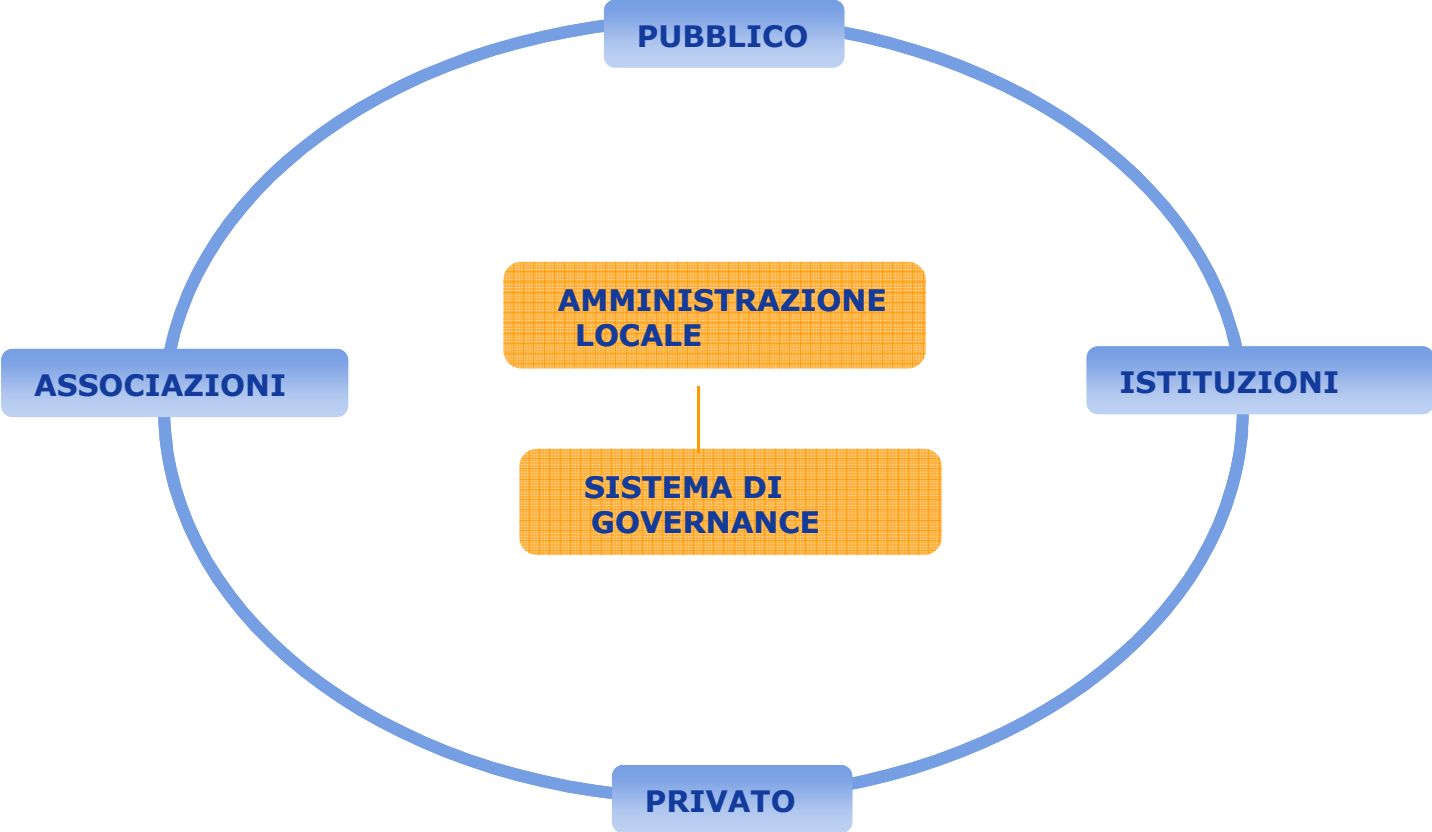 PUBBLICO
AMMINISTRAZIONE
LOCALE
ASSOCIAZIONI
ISTITUZIONI
SISTEMA DI
GOVERNANCE
PRIVATO